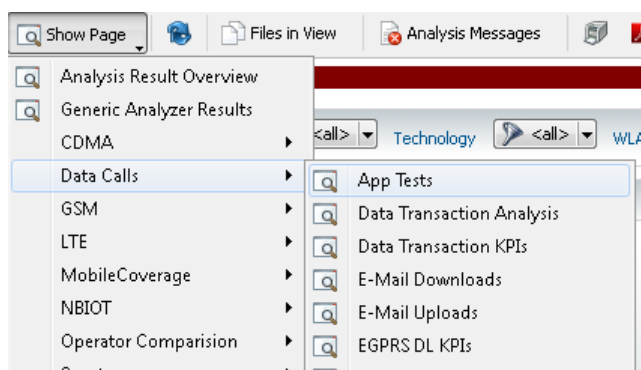 Show Page Files in View Analysis Messages
Analysis Result Overview
Generic Analyzer Results
CDMA
<all> Technology <all> WLA
Data Calls
App Tests
GSM
Data Transaction Analysis
LTE
Data Transaction KPIs
MobileCoverage
E-Mail Downloads
NBIOT
E-Mail Uploads
Operator Comparision
EGPRS DL KPIs